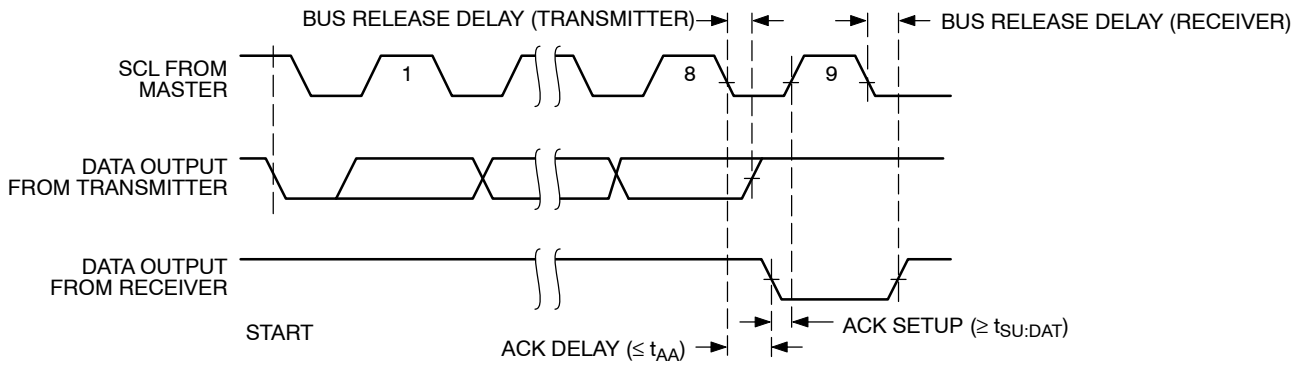 BUS RELEASE DELAY (TRANSMITTER)
BUS RELEASE DELAY (RECEIVER)
SCL FROM
MASTER
1
8
9
DATA OUTPUT
FROM TRANSMITTER
DATA OUTPUT
FROM RECEIVER
START
ACK SETUP (≥ tSU:DAT)
ACK DELAY (≤ tAA)